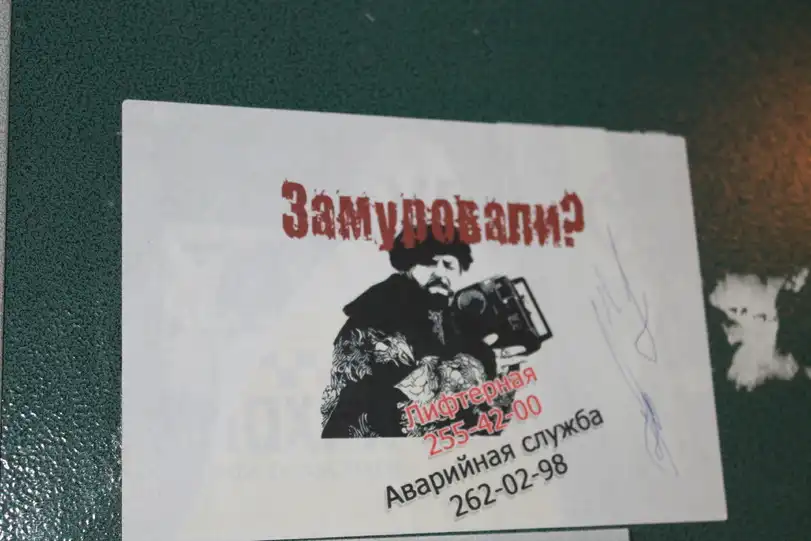 Замуровали?
Лифтерная
255-42-00
Аварийная служба
262-02-98